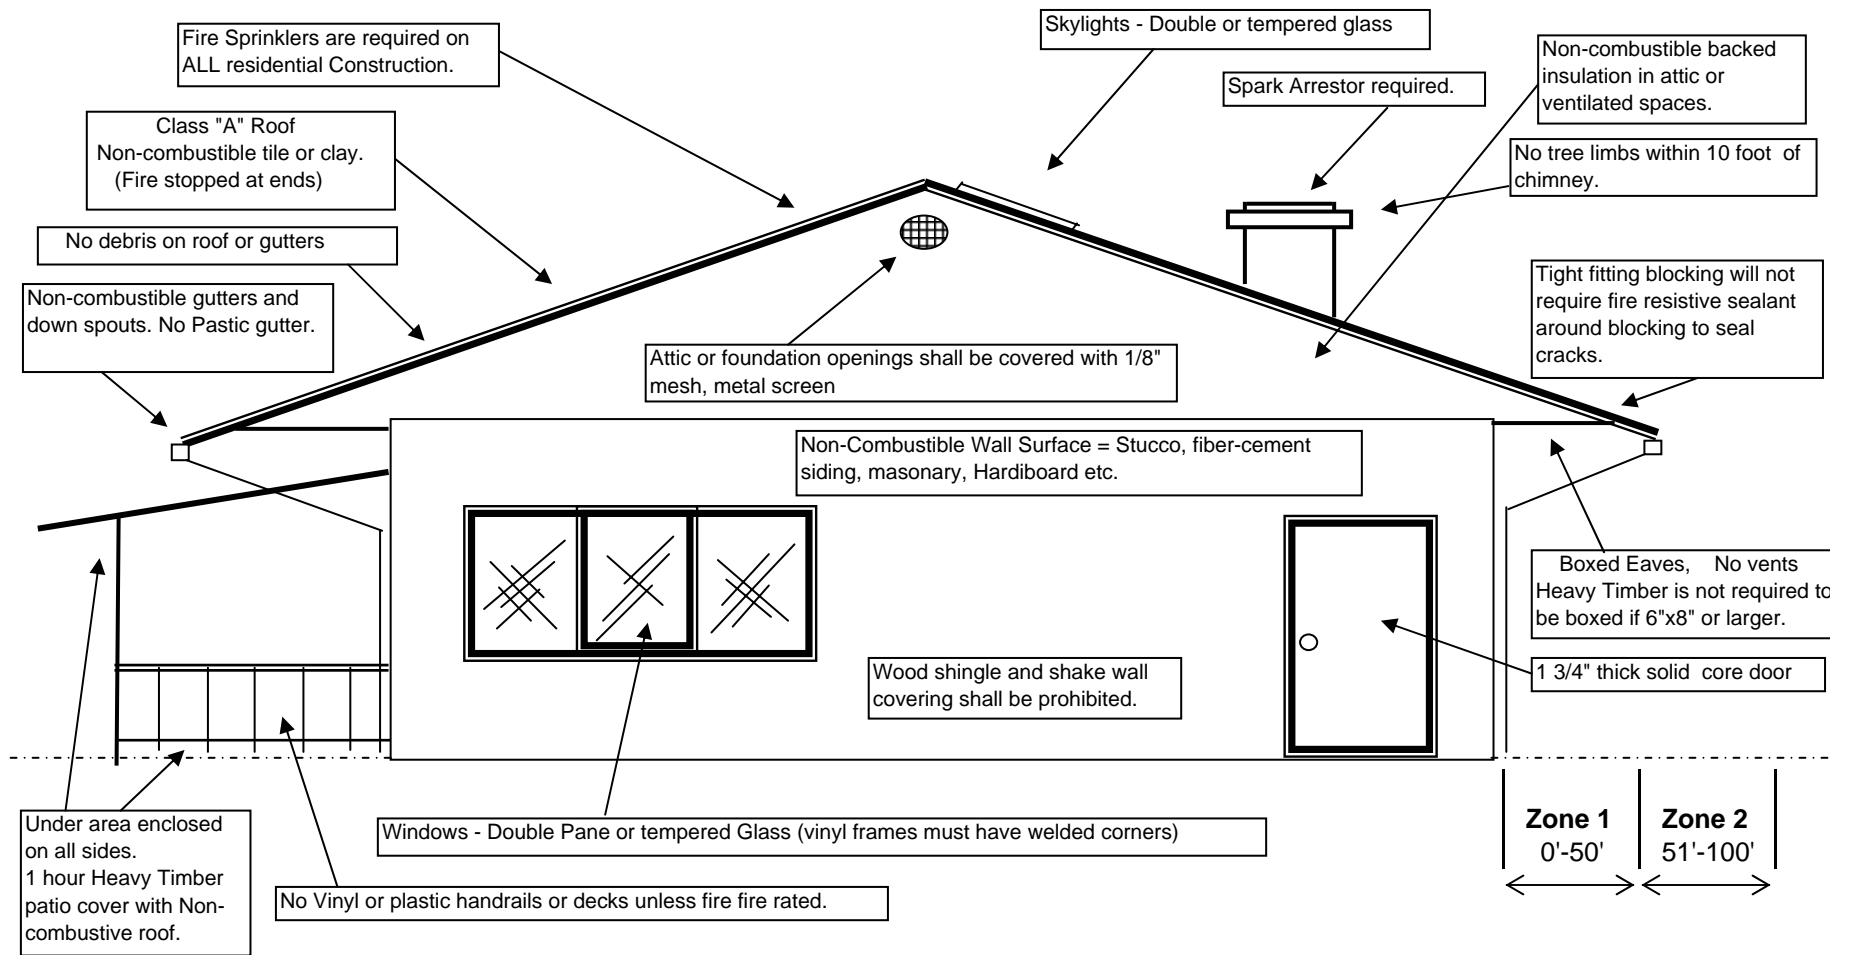 Fire Sprinklers are required on
ALL residential Construction.
Skylights - Double or tempered glass
Non-combustible backed
insulation in attic or
ventilated spaces.
Spark Arrestor required.
Class "A" Roof
Non-combustible tile or clay.
(Fire stopped at ends)
No tree limbs within 10 foot of
chimney.
No debris on roof or gutters
Non-combustible gutters and
down spouts. No Pastic gutter.
Tight fitting blocking will not
require fire resistive sealant
around blocking to seal
cracks.
Attic or foundation openings shall be covered with 1/8"
mesh, metal screen
Non-Combustible Wall Surface = Stucco, fiber-cement
siding, masonary, Hardiboard etc.
Boxed Eaves, No vents
Heavy Timber is not required to
be boxed if 6"x8" or larger.
Wood shingle and shake wall
covering shall be prohibited.
1 3/4" thick solid core door
Under area enclosed
on all sides.
1 hour Heavy Timber
patio cover with Non-
combustive roof.
Windows - Double Pane or tempered Glass (vinyl frames must have welded corners)
No Vinyl or plastic handrails or decks unless fire fire rated.
Zone 1
0'-50'
Zone 2
51'-100'